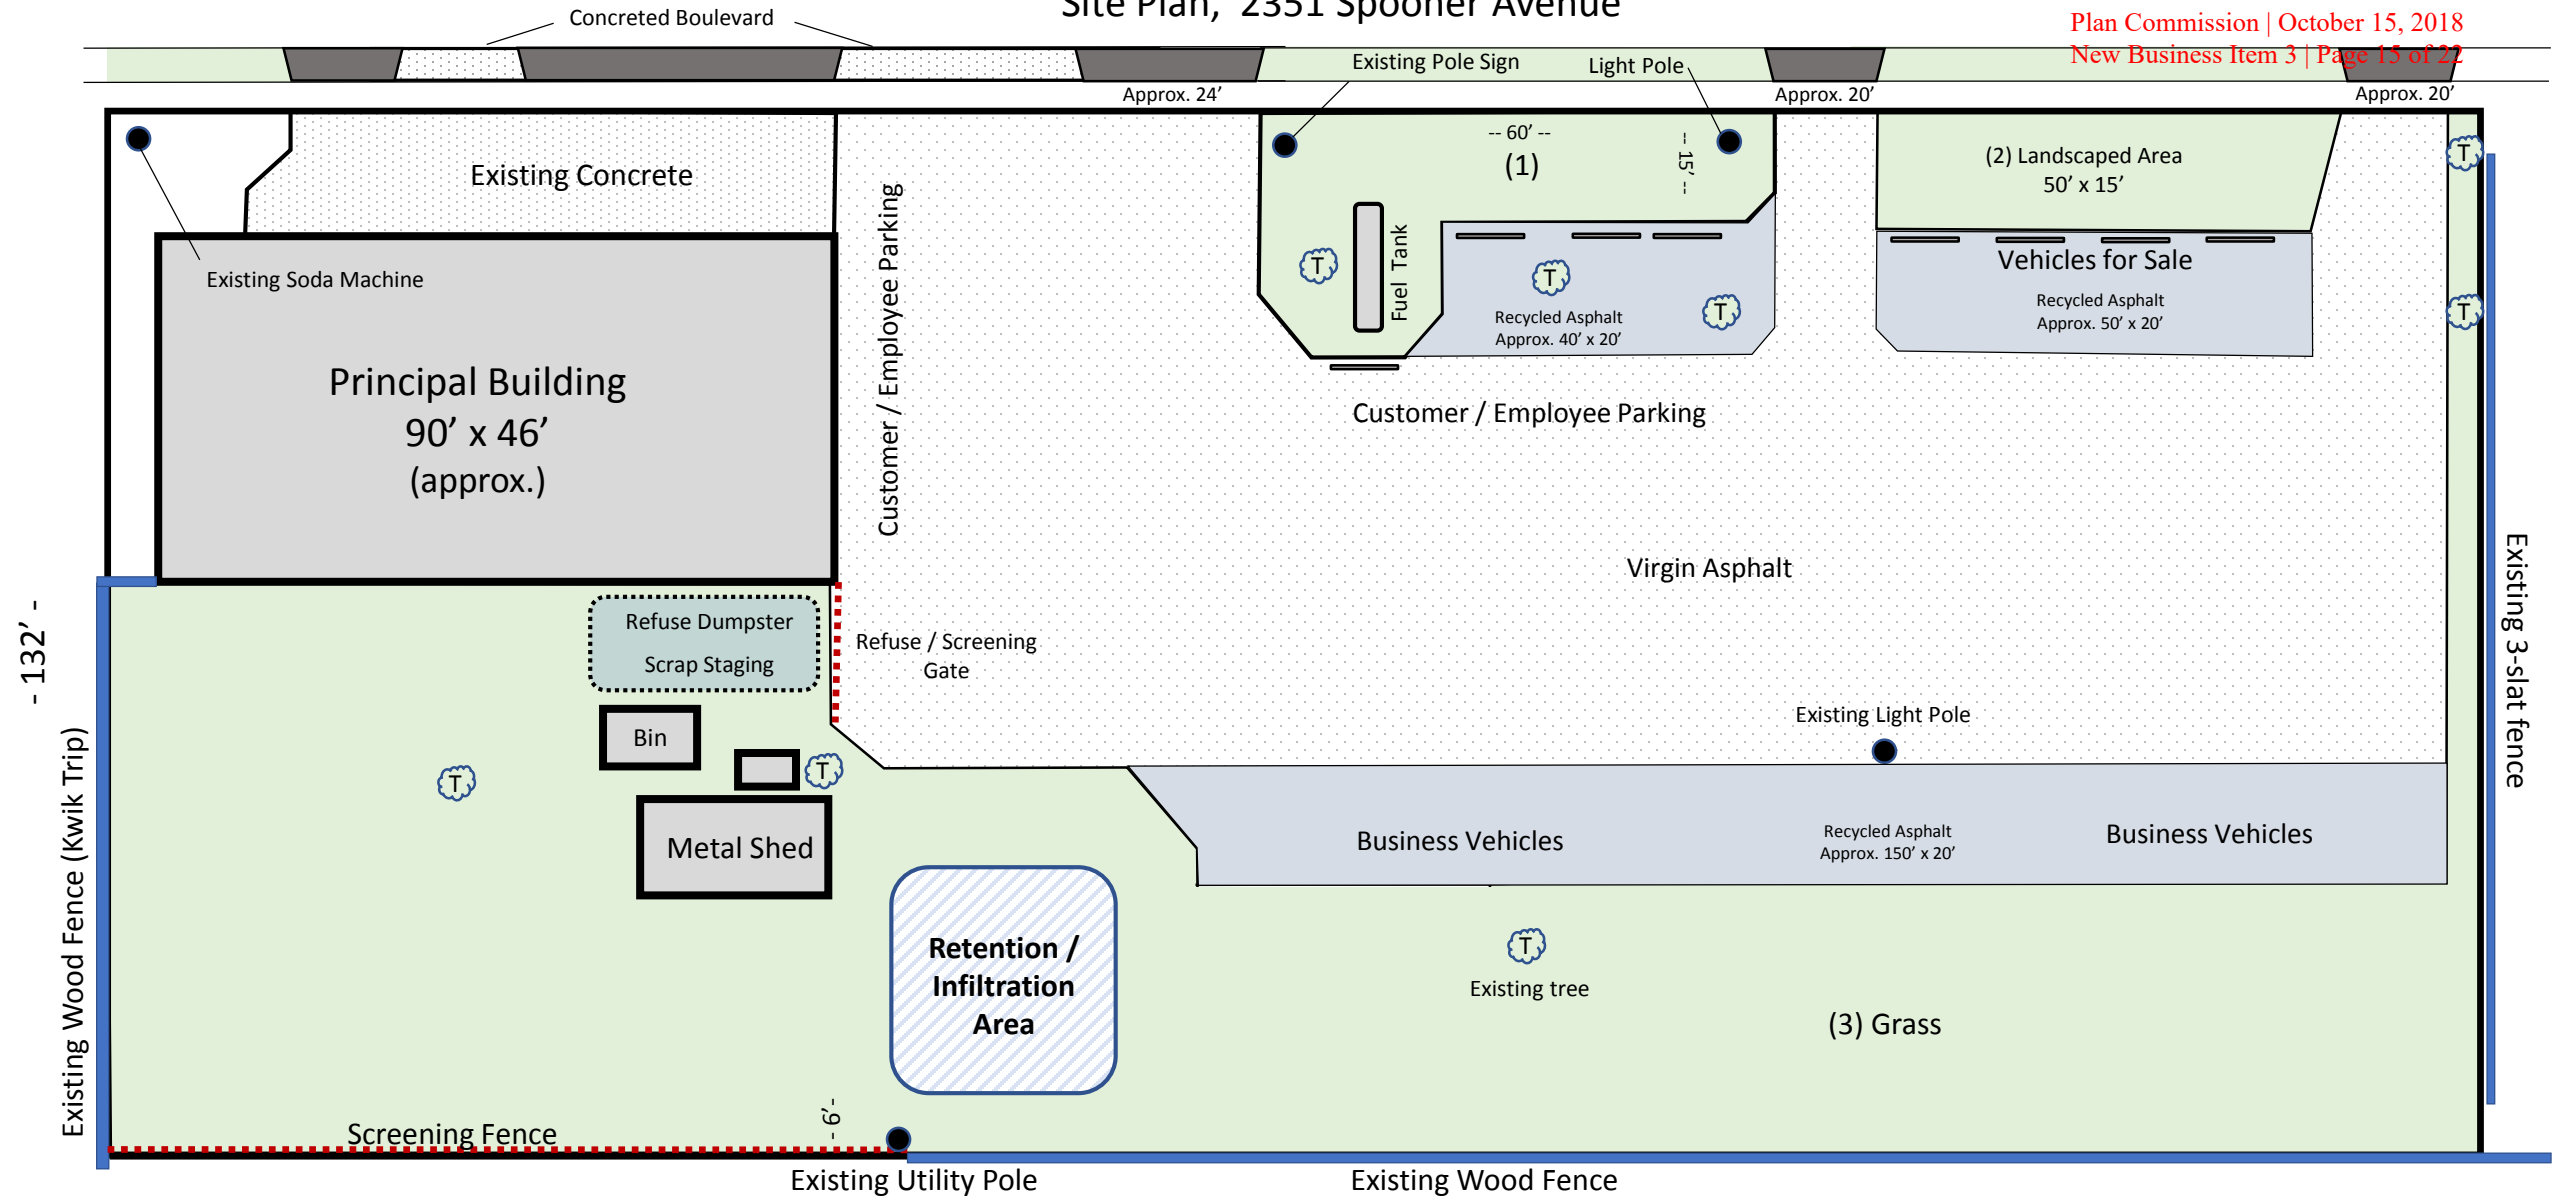 Site Plan, 2351 Spooner Avenue
Plan Commission | October 15, 2018
New Business Item 3 | Page 15 of 22
Concreted Boulevard
Existing Pole Sign
Light Pole
Approx. 24’
Approx. 20’
Approx. 20’
-- 60’ --
(1)
-- 15’ --
(2) Landscaped Area
50’ x 15’
T
Existing Concrete
Existing Soda Machine
Customer / Employee Parking
Fuel Tank
T
T
T
Recycled Asphalt
Approx. 40’ x 20’
Vehicles for Sale
Recycled Asphalt
Approx. 50’ x 20’
T
Principal Building
90’ x 46’
(approx.)
Customer / Employee Parking
Virgin Asphalt
Existing 3-slat fence
- 132’ -
Refuse Dumpster
Scrap Staging
Refuse / Screening
Gate
Existing Light Pole
Bin
T
T
Metal Shed
Business Vehicles
Recycled Asphalt
Approx. 150’ x 20’
Business Vehicles
Existing Wood Fence (Kwik Trip)
Retention /
Infiltration
Area
T
Existing tree
(3) Grass
- 6’ -
Screening Fence
Existing Utility Pole
Existing Wood Fence